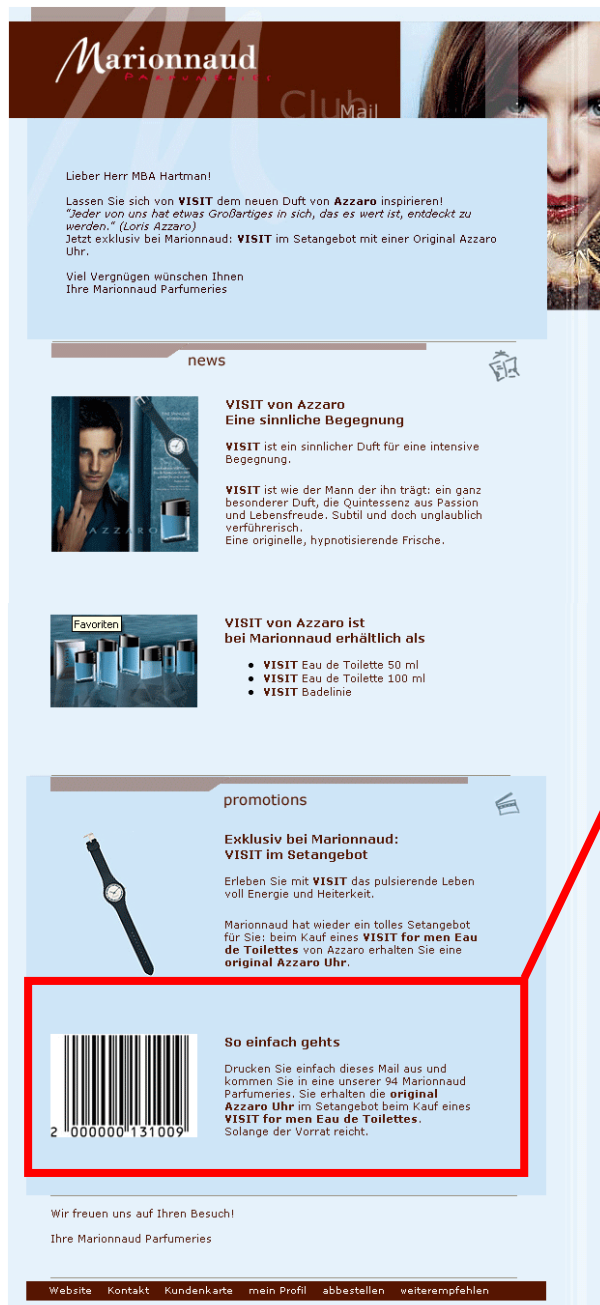 Marionnaud
PARFUMERIES
Club Mail
Lieber Herr MBA Hartman!
Lassen Sie sich von VISIT dem neuen Duft von Azzaro inspirieren!
"Jeder von uns hat etwas Großartiges in sich, das es wert ist, entdeckt zu
werden." (Loris Azzaro)
Jetzt exklusiv bei Marionnaud: VISIT im Setangebot mit einer Original Azzaro
Uhr.
Viel Vergnügen wünschen Ihnen
Ihre Marionnaud Parfumeries
news
AZZARO
VISIT von Azzaro
Eine sinnliche Begegnung
VISIT ist ein sinnlicher Duft für eine intensive
Begegnung.
VISIT ist wie der Mann der ihn trägt: ein ganz
besonderer Duft, die Quintessenz aus Passion
und Lebensfreude. Subtil und doch unglaublich
verführerisch.
Eine originelle, hypnotisierende Frische.
Favoriten
VISIT von Azzaro ist
bei Marionnaud erhältlich als
• VISIT Eau de Toilette 50 ml
• VISIT Eau de Toilette 100 ml
• VISIT Badelinie
promotions
Exklusiv bei Marionnaud:
VISIT im Setangebot
Erleben Sie mit VISIT das pulsierende Leben
voll Energie und Heiterkeit.
Marionnaud hat wieder ein tolles Setangebot
für Sie: beim Kauf eines VISIT for men Eau
de Toilettes von Azzaro erhalten Sie eine
original Azzaro Uhr.
2 000000 131009
So einfach gehts
Drucken Sie einfach dieses Mail aus und
kommen Sie in eine unserer 94 Marionnaud
Parfumeries. Sie erhalten die original
Azzaro Uhr im Setangebot beim Kauf eines
VISIT for men Eau de Toilettes.
Solange der Vorrat reicht.
Wir freuen uns auf Ihren Besuch!
Ihre Marionnaud Parfumeries
Website Kontakt Kundenkarte mein Profil abbestellen weiterempfehlen